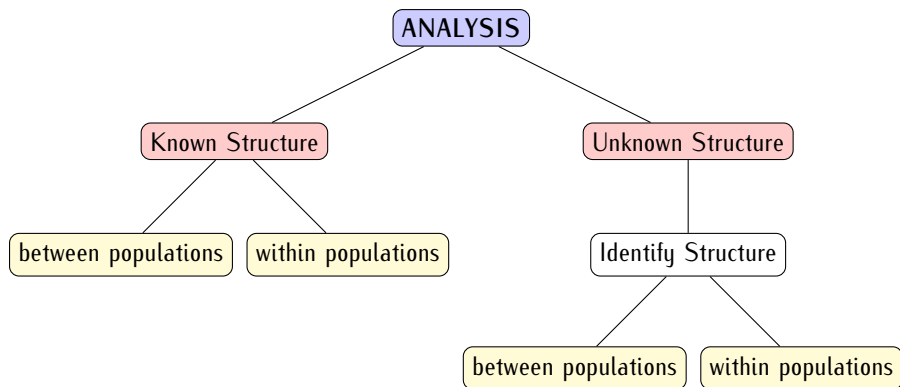 ANALYSIS
Known Structure
Unknown Structure
between populations
within populations
Identify Structure
between populations
within populations